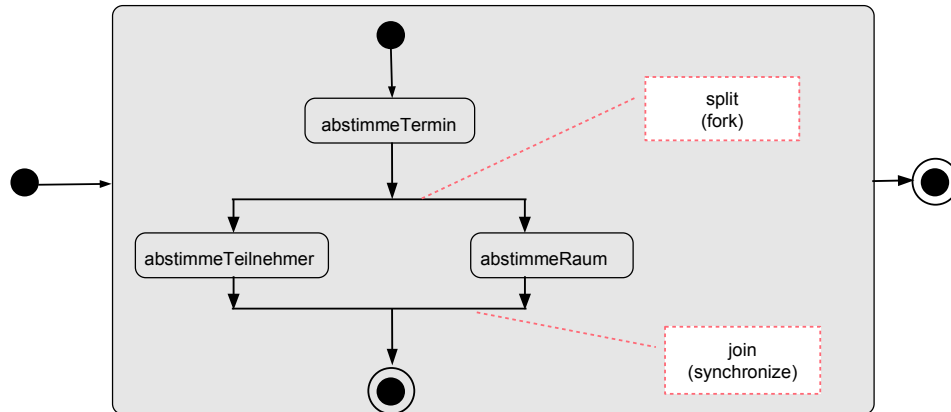 split
(fork)
abstimmeTermin
abstimmeTeilnehmer
abstimmeRaum
join
(synchronize)